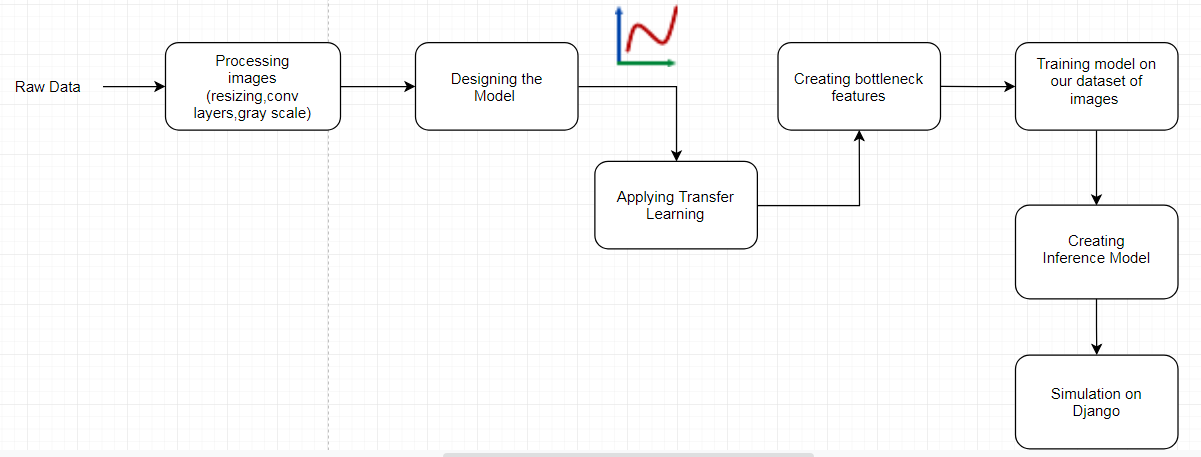 Raw Data
Processing
images
(resizing,conv
layers,gray scale)
Designing the
Model
Applying Transfer
Learning
Creating bottleneck
features
Training model on
our dataset of
images
Creating
Inference Model
Simulation on
Django